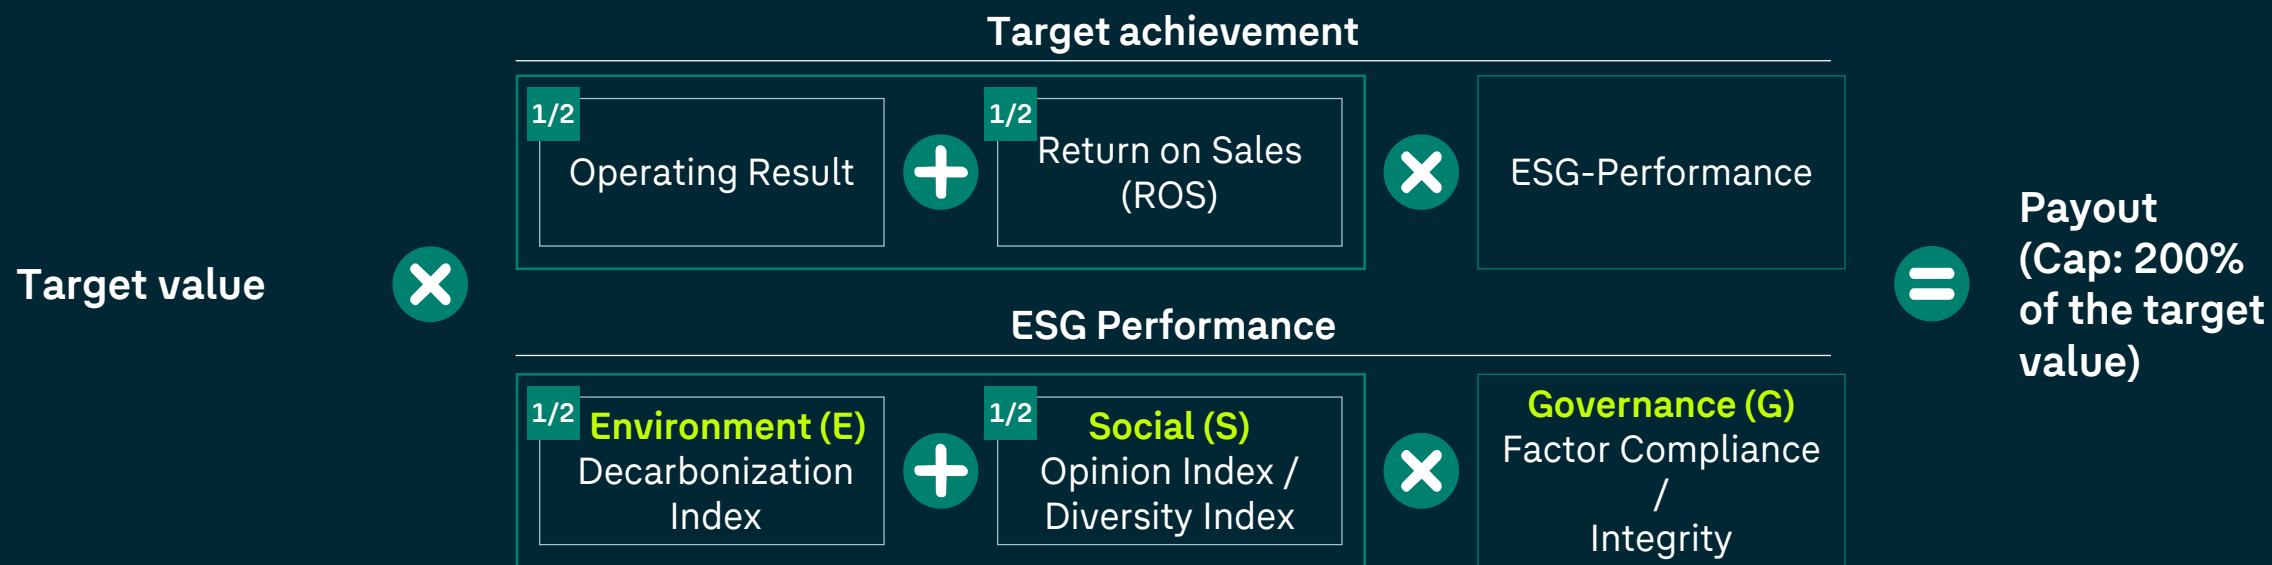 Target achievement
1/2
Operating Result
1/2
Return on Sales
(ROS)
ESG-Performance
Target value
Payout
(Cap: 200%
of the target
value)
ESG Performance
1/2
Environment (E)
Decarbonization
Index
1/2
Social (S)
Opinion Index /
Diversity Index
Governance (G)
Factor Compliance
/
Integrity